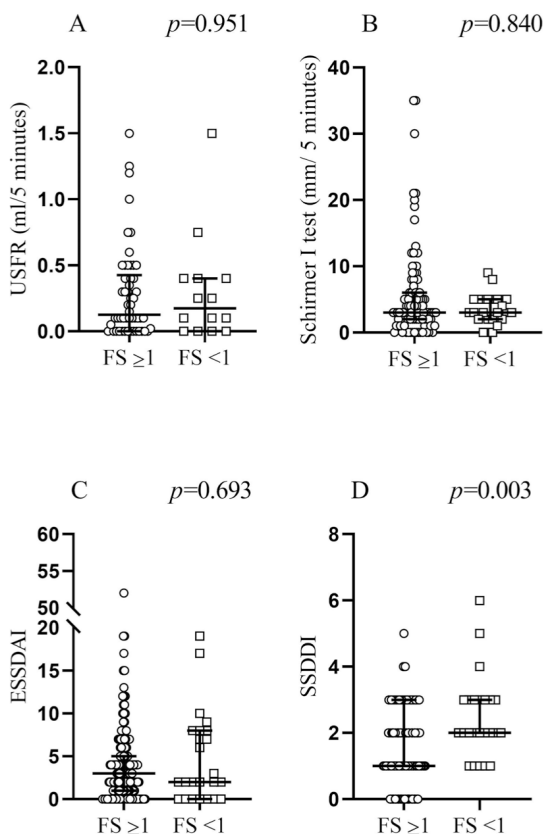 A p=0.951
USFR (ml/5 minutes)
2.0
1.5
1.0
0.5
0.0
FS ≥1 FS <1
B p=0.840
Schirmer I test (mm/ 5 minutes)
40
30
20
10
0
FS ≥1 FS <1
C p=0.693
ESSDAI
60
55
50
20
15
10
5
0
FS ≥1 FS <1
D p=0.003
SSDDI
8
6
4
2
0
FS ≥1 FS <1